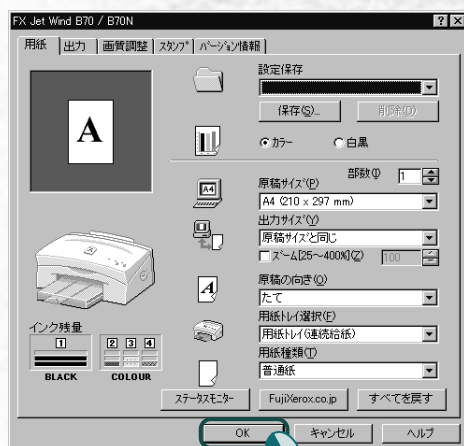 FX Jet Wind B70 / B70N
用紙 出力 画質調整 スタンプ バージョン情報
設定保存
保存(S)... 削除(D)
A
カラー 白黒
部数(I) 1
原稿サイズ(P)
A4
A4 (210 x 297 mm)
出力サイズ(Y)
原稿サイズと同じ
ズーム[25～400%](Z) 100
原稿の向き(O)
A
たて
用紙トレイ選択(F)
用紙トレイ(連続給紙)
用紙種類(T)
普通紙
インク残量
1 2 3 4
BLACK COLOUR
ステータスモニター FujiXerox.co.jp すべてを戻す
OK キャンセル ヘルプ